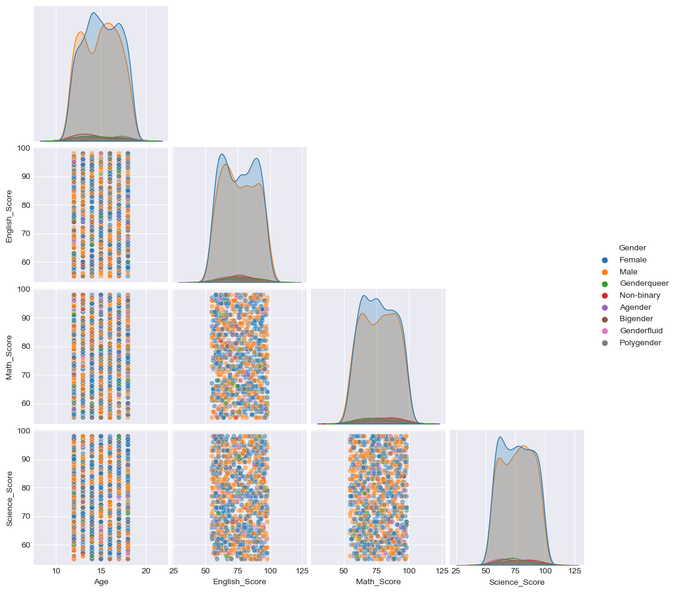 100
90
80
70
60
English_Score
100
90
80
70
60
Math_Score
100
90
80
70
60
Science_Score
10 15 20
Age
25 50 75 100 125
English_Score
50 75 100 125
Math_Score
25 50 75 100 125
Science_Score
Gender
Female
Male
Genderqueer
Non-binary
Agender
Bigender
Genderfluid
Polygender